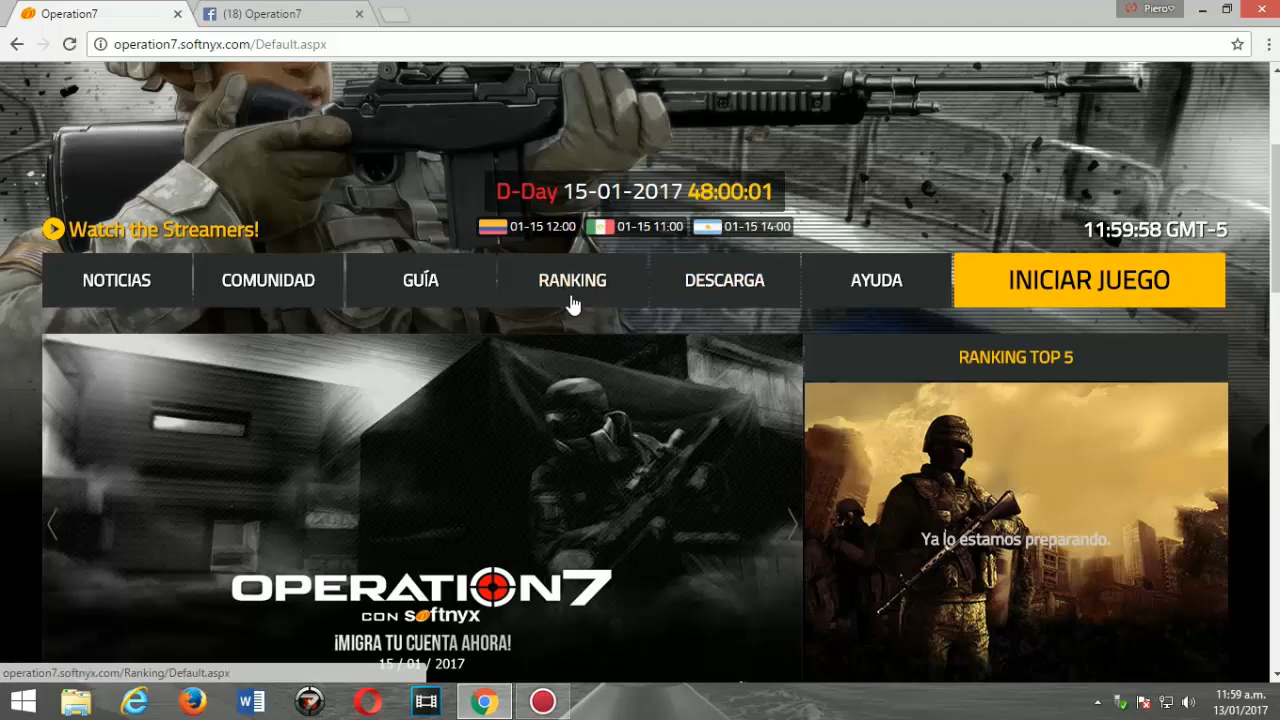 Operation7
(18) Operation7
Piero♡
operation7.softnyx.com/Default.aspx
D-Day 15-01-2017 48:00:01
Watch the Streamers!
01-15 12:00 01-15 11:00 01-15 14:00
11:59:58 GMT-5
NOTICIAS COMUNIDAD GUÍA RANKING DESCARGA AYUDA INICIAR JUEGO
RANKING TOP 5
Ya lo estamos preparando.
OPERATION7
CON softnyx
¡MIGRA TU CUENTA AHORA!
15 / 01 / 2017
operation7.softnyx.com/Ranking/Default.aspx
11:59 a.m.
13/01/2017